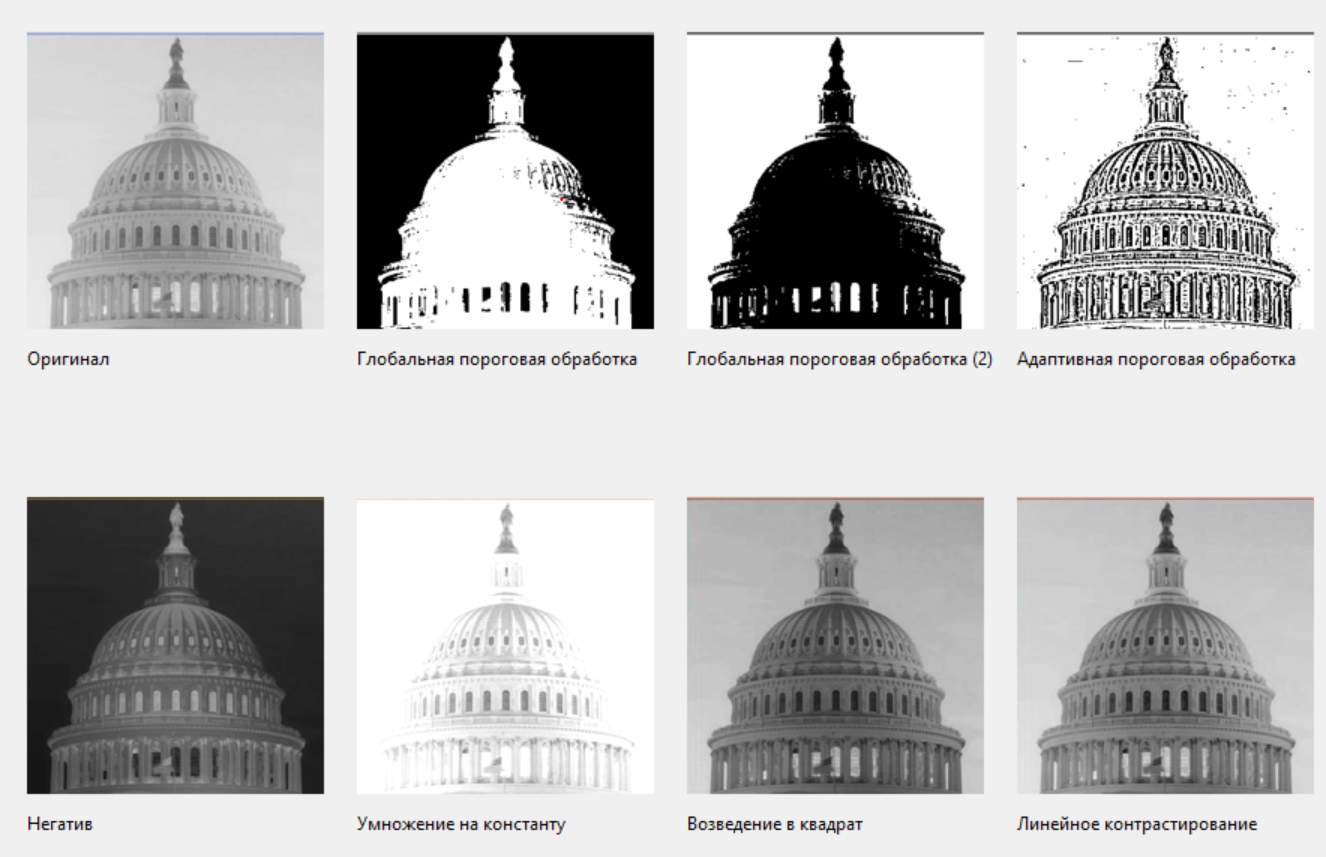 Оригинал
Глобальная пороговая обработка
Глобальная пороговая обработка (2)
Адаптивная пороговая обработка
Негатив
Умножение на константу
Возведение в квадрат
Линейное контрастирование